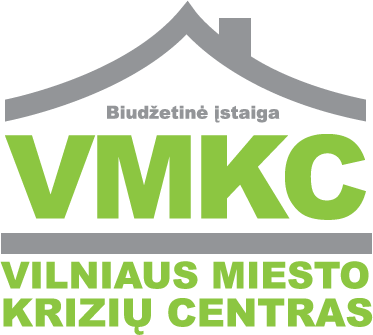 Biudžetinė įstaiga
VMKC
VILNIAUS MIESTO
KRIZIŲ CENTRAS